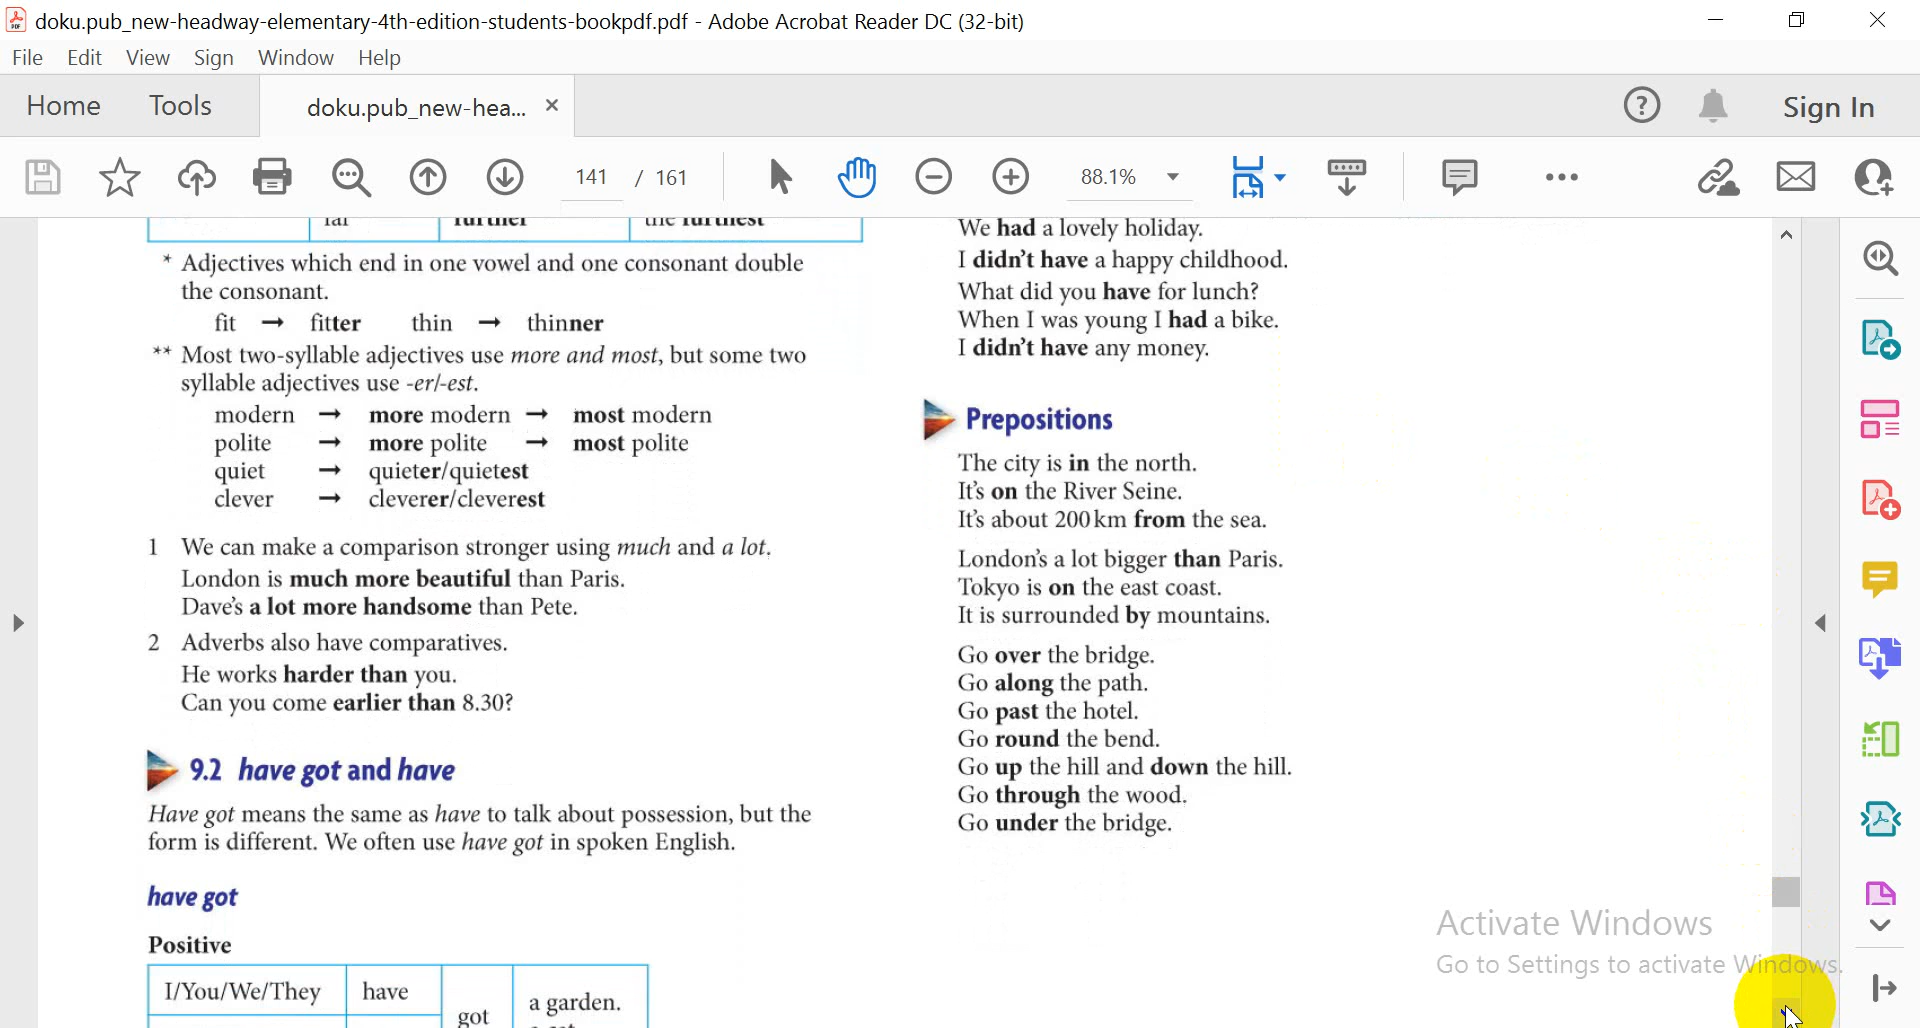 doku.pub_new-headway-elementary-4th-edition-students-bookpdf.pdf - Adobe Acrobat Reader DC (32-bit)
File Edit View Sign Window Help
Home Tools doku.pub_new-hea... Sign In
141 / 161 88.1%
far further the furthest
* Adjectives which end in one vowel and one consonant double
the consonant.
fit → fitter thin → thinner
** Most two-syllable adjectives use more and most, but some two
syllable adjectives use -er/-est.
modern → more modern → most modern
polite → more polite → most polite
quiet → quieter/quietest
clever → cleverer/cleverest
1 We can make a comparison stronger using much and a lot.
London is much more beautiful than Paris.
Dave's a lot more handsome than Pete.
2 Adverbs also have comparatives.
He works harder than you.
Can you come earlier than 8.30?
9.2 have got and have
Have got means the same as have to talk about possession, but the
form is different. We often use have got in spoken English.
have got
Positive
I/You/We/They have got a garden.
We had a lovely holiday.
I didn't have a happy childhood.
What did you have for lunch?
When I was young I had a bike.
I didn't have any money.
Prepositions
The city is in the north.
It's on the River Seine.
It's about 200 km from the sea.
London's a lot bigger than Paris.
Tokyo is on the east coast.
It is surrounded by mountains.
Go over the bridge.
Go along the path.
Go past the hotel.
Go round the bend.
Go up the hill and down the hill.
Go through the wood.
Go under the bridge.
Activate Windows
Go to Settings to activate Windows.